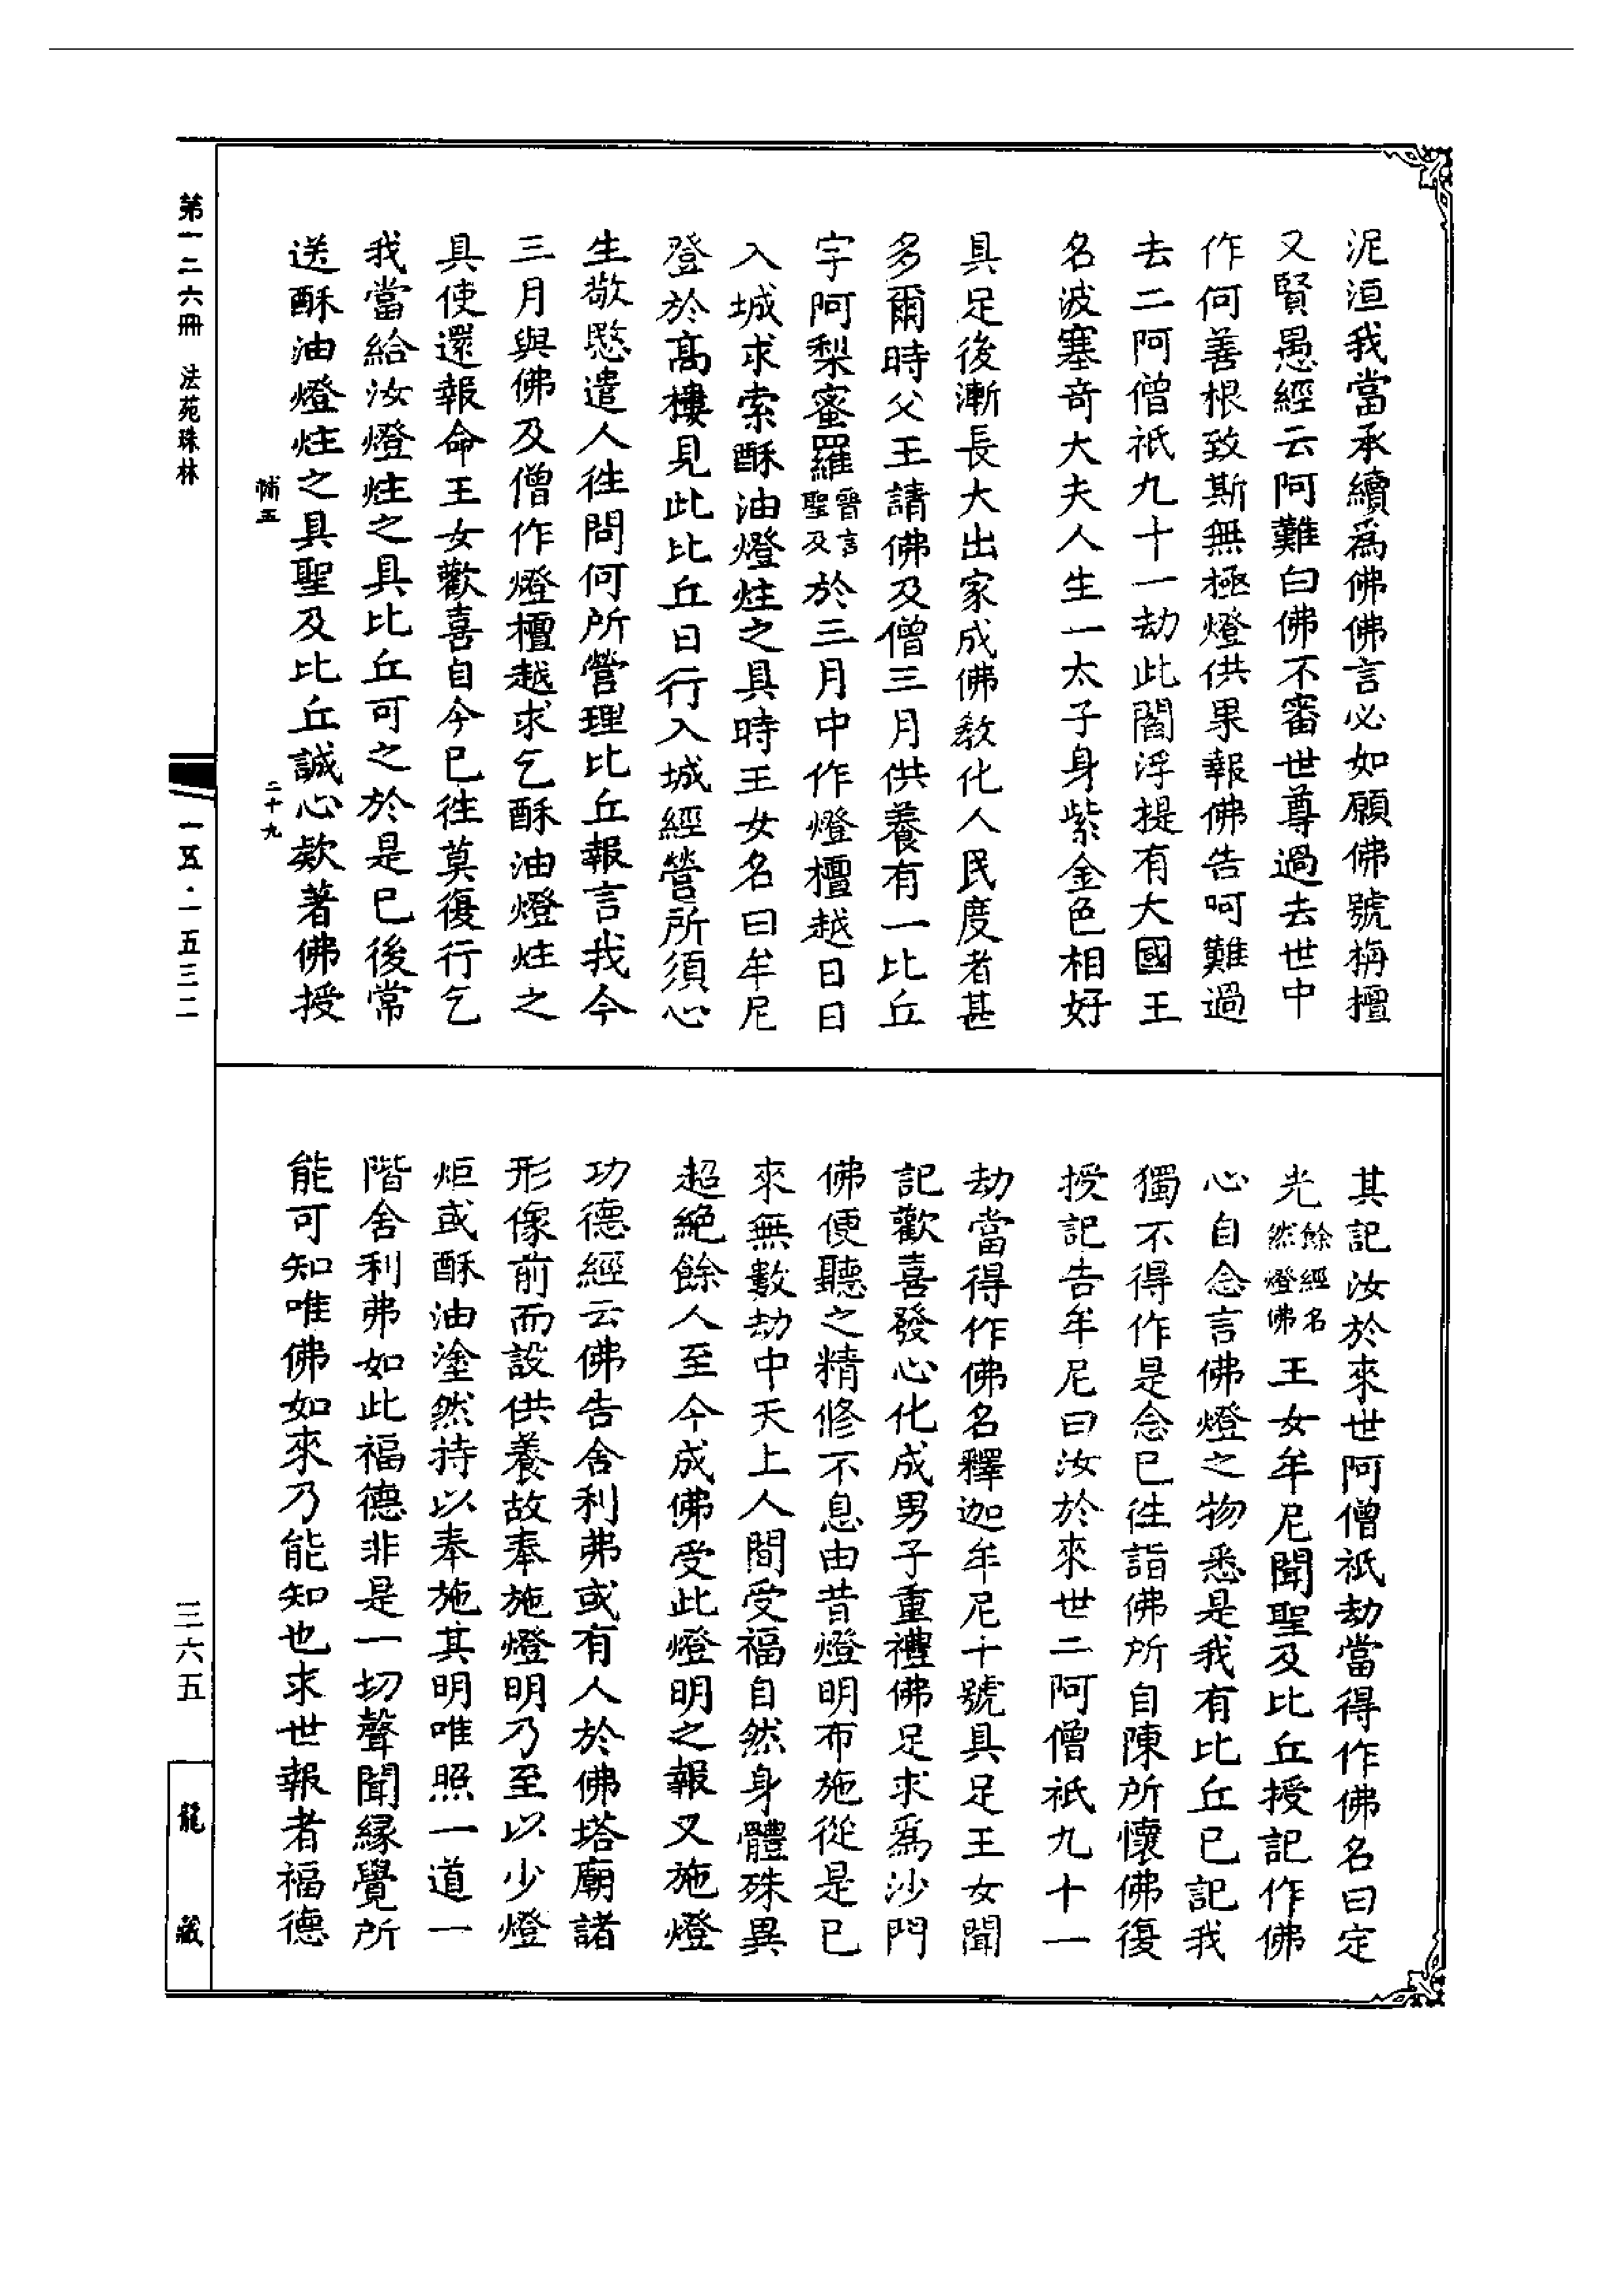 泥洹我當承續爲佛佛言必如願佛號栴檀
又賢愚經云阿難白佛不審世尊過去世中
作何善根致斯無極燈供果報佛告呵難過
去二阿僧祇九十一劫此閻浮提有大國王
名波塞奇大夫人生一太子身紫金色相好
具足後漸長大出家成佛教化人民度者甚
多爾時父王請佛及僧三月供養有一比丘
字阿梨蜜羅晉言聖及於三月中作燈檀越日日
入城求索酥油燈炷之具時王女名曰牟尼
登於高樓見此比丘日行入城經營所須心
生敬愍遣人往問何所營理比丘報言我今
三月與佛及僧作燈檀越求乞酥油燈炷之
具使還報命王女歡喜自今已往莫復行乞
我當給汝燈炷之具比丘可之於是已後常
送酥油燈炷之具聖及比丘誠心欵著佛授
其記汝於來世阿僧祇劫當得作佛名曰定
光餘經名然燈佛王女牟尼聞聖及比丘授記作佛
心自念言佛燈之物悉是我有比丘已記我
獨不得作是念已往詣佛所自陳所懷佛復
授記告牟尼曰汝於來世二阿僧祇九十一
劫當得作佛名釋迦牟尼十號具足王女聞
記歡喜發心化成男子重禮佛足求爲沙門
佛便聽之精修不息由昔燈明布施從是已
來無數劫中天上人間受福自然身體殊異
超絶餘人至今成佛受此燈明之報又施燈
功德經云佛告舍利弗或有人於佛塔廟諸
形像前而設供養故奉施燈明乃至以少燈
炬或酥油塗然持以奉施其明唯照一道一
階舍利弗如此福德非是一切聲聞緣覺所
能可知唯佛如來乃能知也求世報者福德
輔五
二十九
第一二六冊 法苑珠林
一五·一五三二
三六五
龍藏